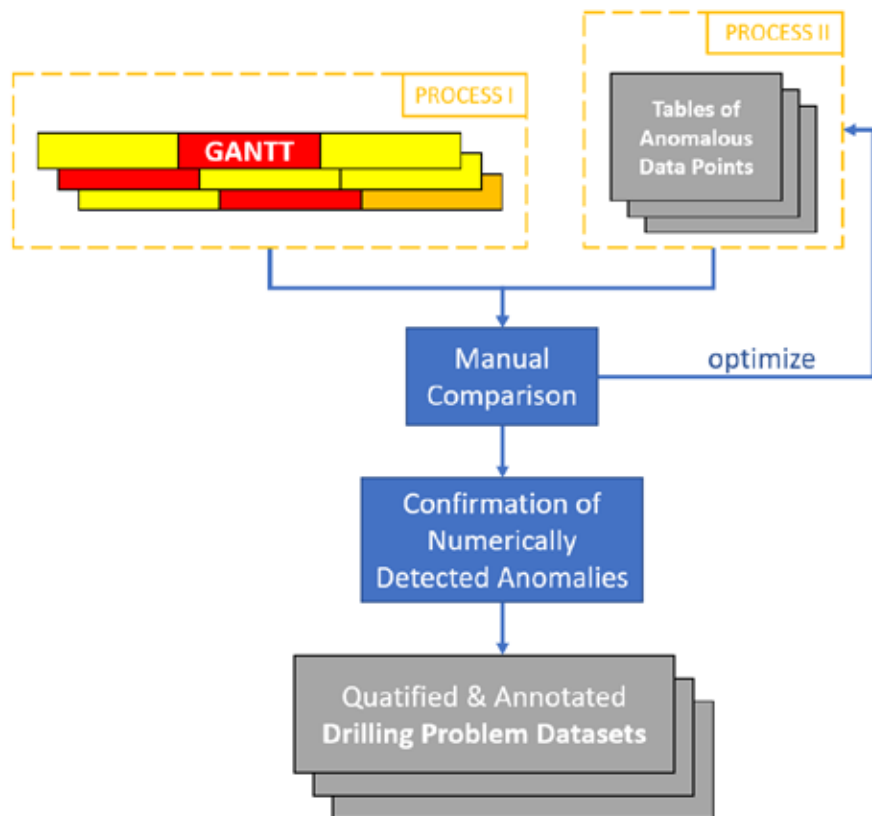 PROCESS II
PROCESS I
Tables of
Anomalous
Data Points
GANTT
Manual
Comparison
optimize
Confirmation of
Numerically
Detected Anomalies
Quatified & Annotated
Drilling Problem Datasets